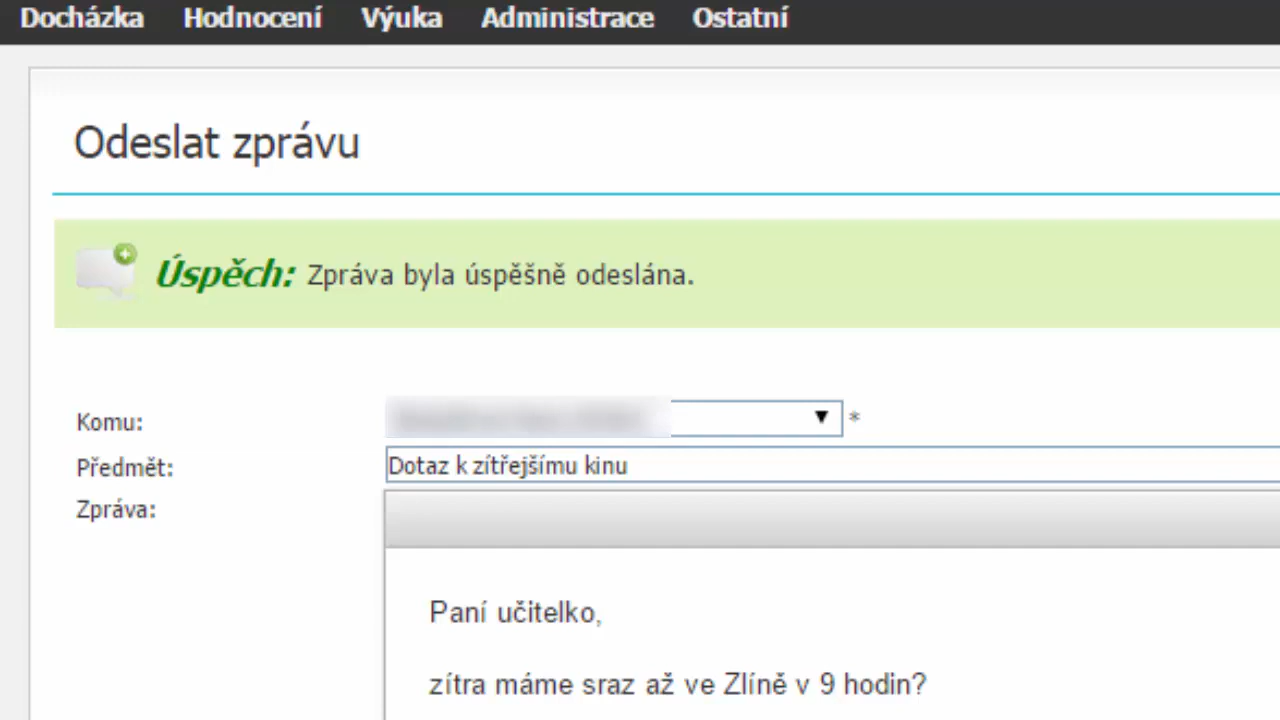 Docházka Hodnocení Výuka Administrace Ostatní
Odeslat zprávu
Úspěch: Zpráva byla úspěšně odeslána.
Komu: *
Předmět: Dotaz k zítřejšímu kinu
Zpráva:
Paní učitelko,
zítra máme sraz až ve Zlíně v 9 hodin?